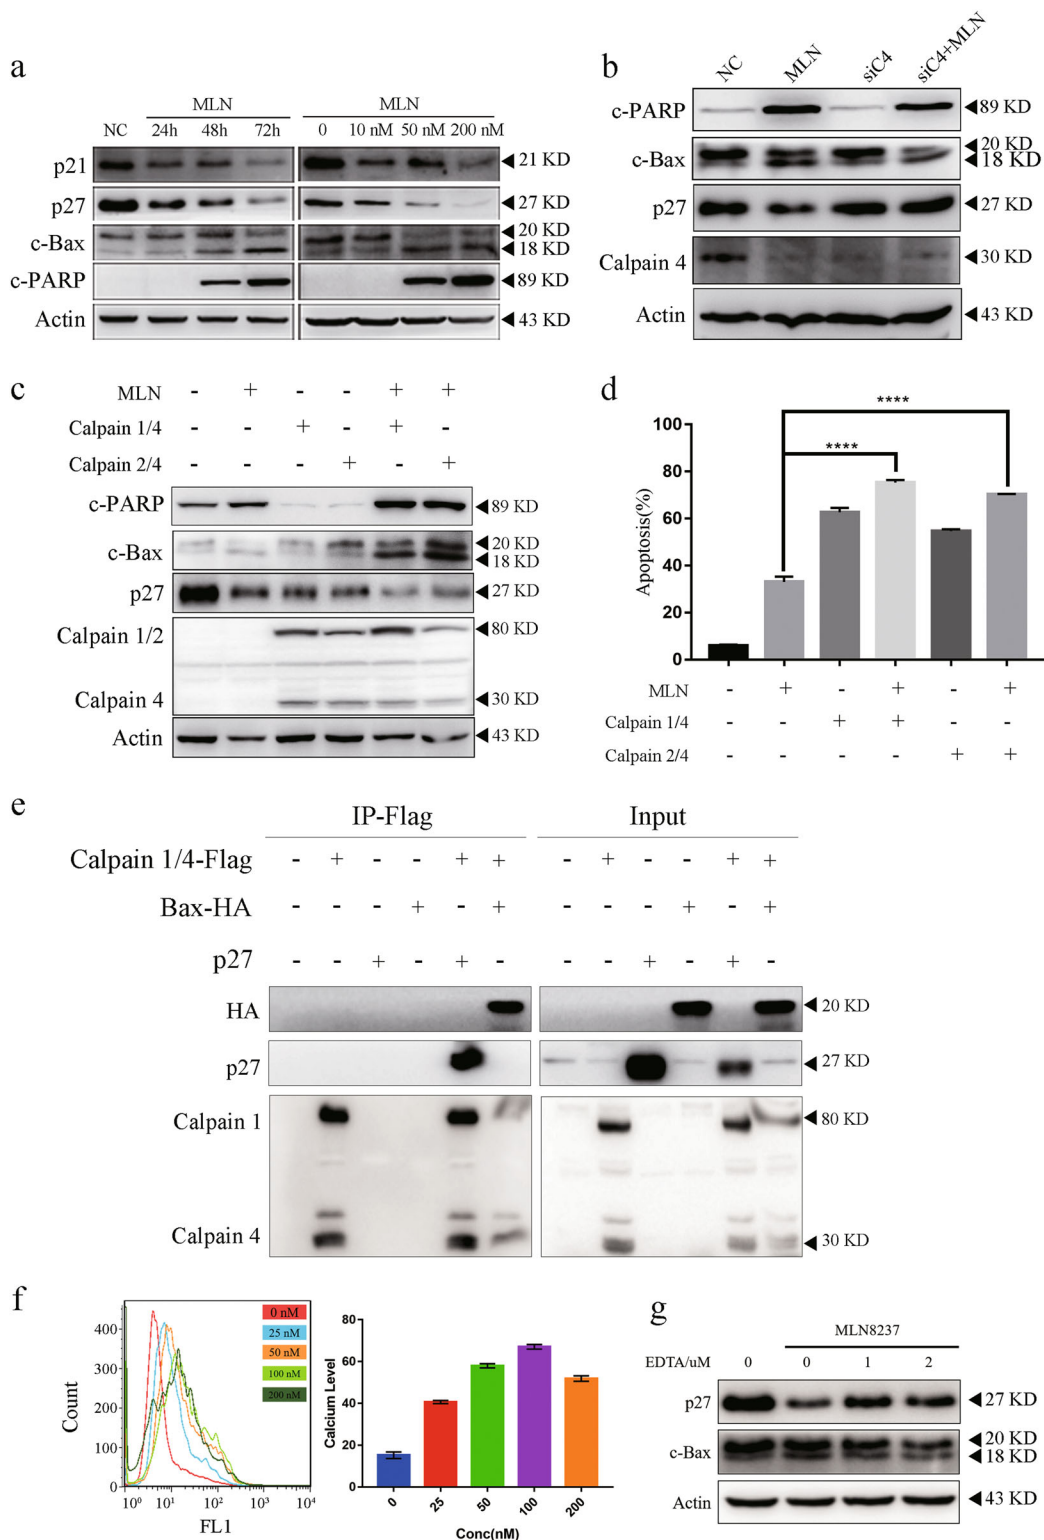 a
MLN MLN
NC 24h 48h 72h 0 10 nM 50 nM 200 nM
p21 21 KD
p27 27 KD
c-Bax 20 KD
18 KD
c-PARP 89 KD
Actin 43 KD
b
NC MLN siC4 siC4+MLN
c-PARP 89 KD
c-Bax 20 KD
18 KD
p27 27 KD
Calpain 4 30 KD
Actin 43 KD
c
MLN - + - - + +
Calpain 1/4 - - + - + -
Calpain 2/4 - - - + - +
c-PARP 89 KD
c-Bax 20 KD
18 KD
p27 27 KD
Calpain 1/2 80 KD
Calpain 4 30 KD
Actin 43 KD
d
****
****
Apoptosis(%)
100
80
60
40
20
0
MLN - + - + - +
Calpain 1/4 - - + + - -
Calpain 2/4 - - - - + +
e
IP-Flag Input
Calpain 1/4-Flag - + - - + + - + - - + +
Bax-HA - - - + - + - - - + - +
p27 - - + - + - - - + - + -
HA 20 KD
p27 27 KD
Calpain 1 80 KD
Calpain 4 30 KD
f
Count
400
300
200
100
0
0 nM
25 nM
50 nM
100 nM
200 nM
10⁰ 10¹ 10² 10³ 10⁴
FL1
Calcium Level
80
60
40
20
0
0 25 50 100 200
Conc(nM)
g
MLN8237
EDTA/uM 0 0 1 2
p27 27 KD
c-Bax 20 KD
18 KD
Actin 43 KD